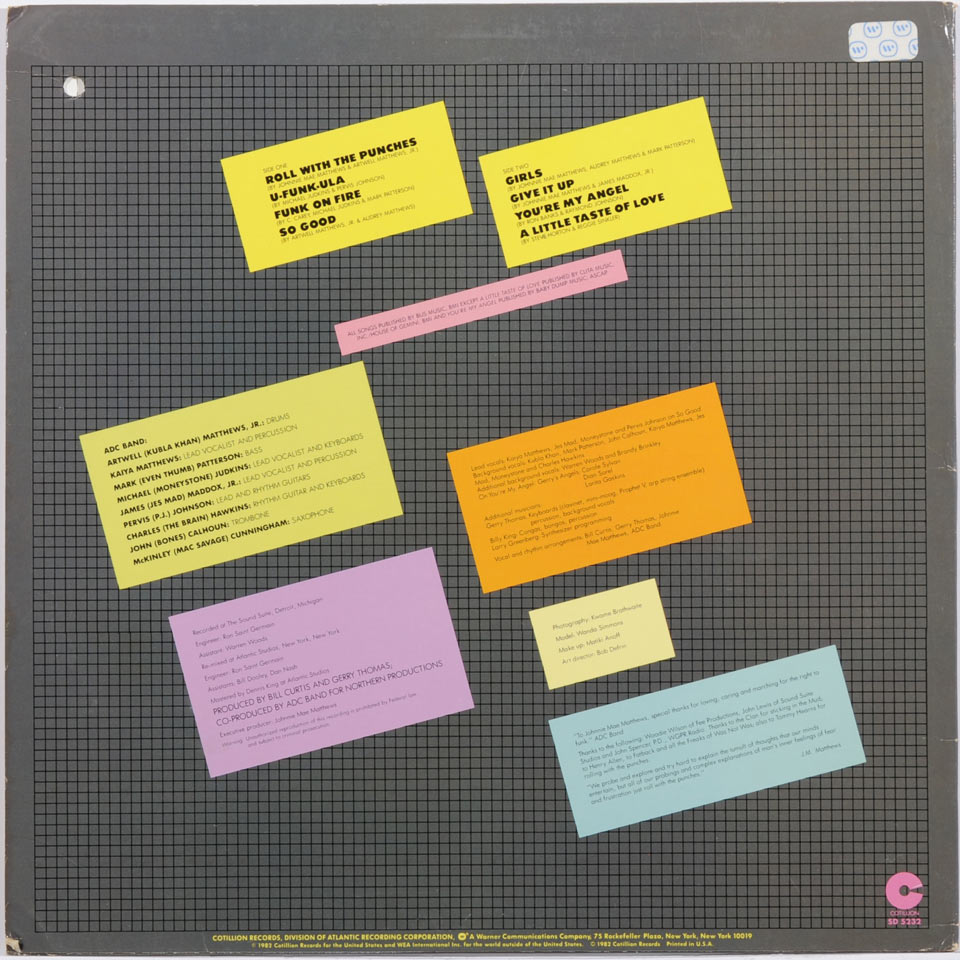 SIDE ONE
ROLL WITH THE PUNCHES
(BY JOHNNIE MAE MATTHEWS & ARTWELL MATTHEWS, JR.)
U-FUNK-ULA
(BY MICHAEL JUDKINS & PERVIS JOHNSON)
FUNK ON FIRE
(BY C. CAREY, MICHAEL JUDKINS & MARK PATTERSON)
SO GOOD
(BY ARTWELL MATTHEWS, JR. & AUDREY MATTHEWS)
SIDE TWO
GIRLS
(BY JOHNNIE MAE MATTHEWS, AUDREY MATTHEWS & MARK PATTERSON)
GIVE IT UP
(BY JOHNNIE MAE MATTHEWS & JAMES MADDOX, JR.)
YOU'RE MY ANGEL
(BY RON BANKS & RAYMOND JOHNSON)
A LITTLE TASTE OF LOVE
(BY STEVE HORTON & REGGIE DINKLER)
ALL SONGS PUBLISHED BY BUS MUSIC, BMI EXCEPT A LITTLE TASTE OF LOVE PUBLISHED BY CUTA MUSIC,
INC./HOUSE OF GEMINI, BMI AND YOU'RE MY ANGEL PUBLISHED BY BABY DUMP MUSIC, ASCAP
ADC BAND:
ARTWELL (KUBLA KHAN) MATTHEWS, JR.: DRUMS
KAIYA MATTHEWS: LEAD VOCALIST AND PERCUSSION
MARK (EVEN THUMB) PATTERSON: BASS
MICHAEL (MONEYSTONE) JUDKINS: LEAD VOCALIST AND KEYBOARDS
JAMES (JES MAD) MADDOX, JR.: LEAD VOCALIST AND PERCUSSION
PERVIS (P.J.) JOHNSON: LEAD AND RHYTHM GUITARS
CHARLES (THE BRAIN) HAWKINS: RHYTHM GUITAR AND KEYBOARDS
JOHN (BONES) CALHOUN: TROMBONE
McKINLEY (MAC SAVAGE) CUNNINGHAM: SAXOPHONE
Lead vocals, Kaiya Matthews, Jes Mad, Moneystone and Pervis Johnson on So Good
Background vocals: Kubla Khan, Mark Patterson, John Calhoun, Kaiya Matthews, Jes
Mad, Moneystone and Charles Hawkins
Additional background vocals: Warren Woods and Brandy Brinkley
On You're My Angel: Gerry's Angels: Carole Sylvan
Dian Sorel
Lorita Gaskins
Additional musicians:
Gerry Thomas: Keyboards (clavinet, mini-moog, Prophet V, arp string ensemble)
percussion, background vocals
Billy King: Congas, bongos, percussion
Larry Greenberg: Synthesizer programming
Vocal and rhythm arrangements: Bill Curtis, Gerry Thomas, Johnnie
Mae Matthews, ADC Band
Recorded at The Sound Suite, Detroit, Michigan
Engineer: Ron Saint Germain
Assistant: Warren Woods
Re-mixed at Atlantic Studios, New York, New York
Engineer: Ron Saint Germain
Assistants: Bill Dooley, Dan Nash
Mastered by Dennis King at Atlantic Studios
PRODUCED BY BILL CURTIS AND GERRY THOMAS;
CO-PRODUCED BY ADC BAND FOR NORTHERN PRODUCTIONS
Executive producer: Johnnie Mae Matthews
Warning: Unauthorized reproduction of this recording is prohibited by Federal law
and subject to criminal prosecution.
Photography: Kwame Brathwaite
Model: Wandia Simmons
Make up: Mariki Anoff
Art director: Bob Defrin
"To Johnnie Mae Matthews, special thanks for loving, caring and marching for the right to
funk." ADC Band
Thanks to the following: Woodie Wilson of Fee Productions, John Lewis of Sound Suite
Studios and John Spencer, P.D., WGPR Radio. Thanks to the Clan for sticking in the Mud;
to Henry Allen, to Fatback and all the Freaks of Was Not Was; also to Tammy Hearns for
rolling with the punches.
"We probe and explore and try hard to explain the tumult of thoughts that our minds
entertain, but all of our probings and complex explanations of man's inner feelings of fear
and frustration just roll with the punches."
J.M. Matthews
COTILLION
SD 5232
COTILLION RECORDS, DIVISION OF ATLANTIC RECORDING CORPORATION, A Warner Communications Company, 75 Rockefeller Plaza, New York, New York 10019
℗ 1982 Cotillion Records for the United States and WEA International Inc. for the world outside of the United States. © 1982 Cotillion Records Printed in U.S.A.